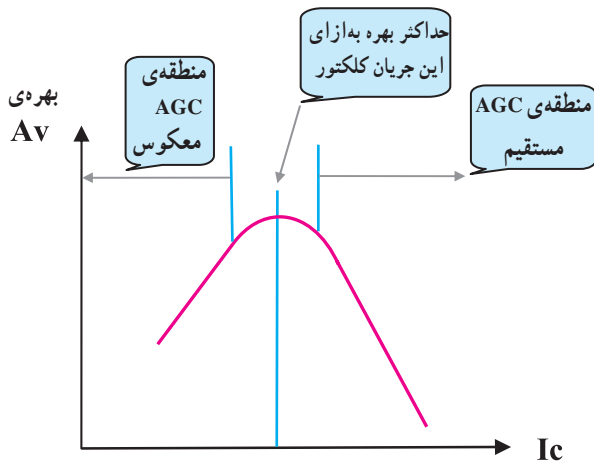 حداکثر بهره به‌ازای
این جریان کلکتور
منطقه‌ی AGC
مستقیم
منطقه‌ی
AGC
معکوس
بهره‌ی
Av
Ic